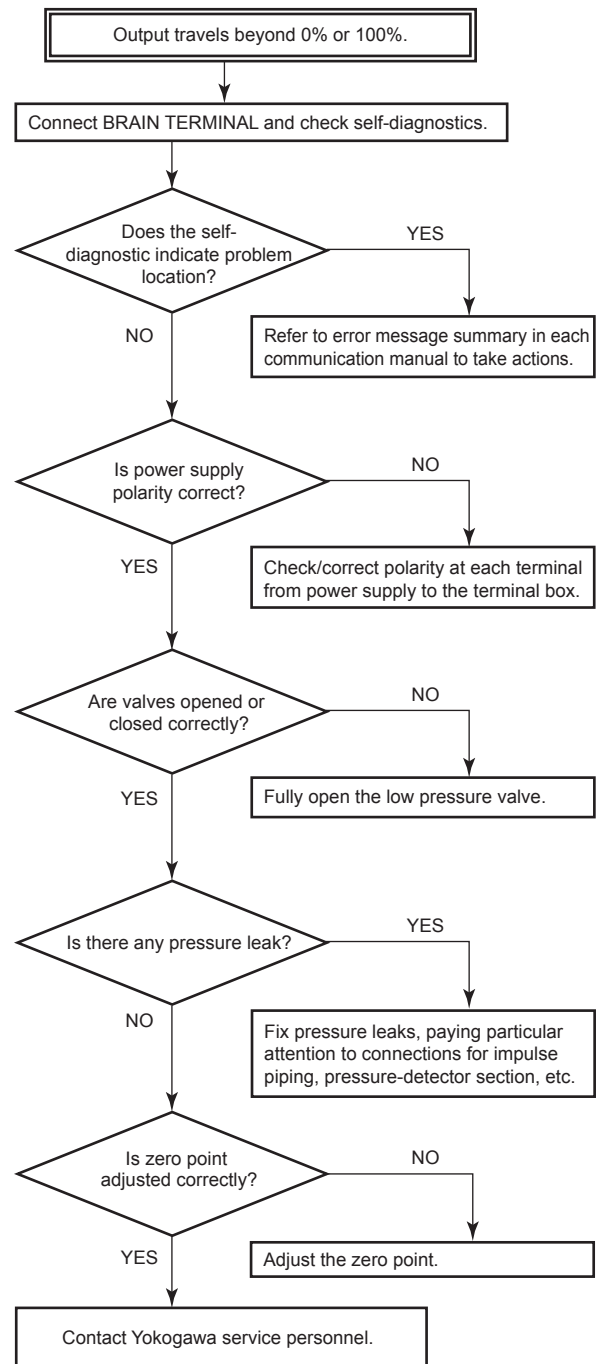 Output travels beyond 0% or 100%.
Connect BRAIN TERMINAL and check self-diagnostics.
Does the self-
diagnostic indicate problem
location?
YES
NO
Refer to error message summary in each
communication manual to take actions.
Is power supply
polarity correct?
NO
YES
Check/correct polarity at each terminal
from power supply to the terminal box.
Are valves opened or
closed correctly?
NO
YES
Fully open the low pressure valve.
Is there any pressure leak?
YES
NO
Fix pressure leaks, paying particular
attention to connections for impulse
piping, pressure-detector section, etc.
Is zero point
adjusted correctly?
NO
YES
Adjust the zero point.
Contact Yokogawa service personnel.